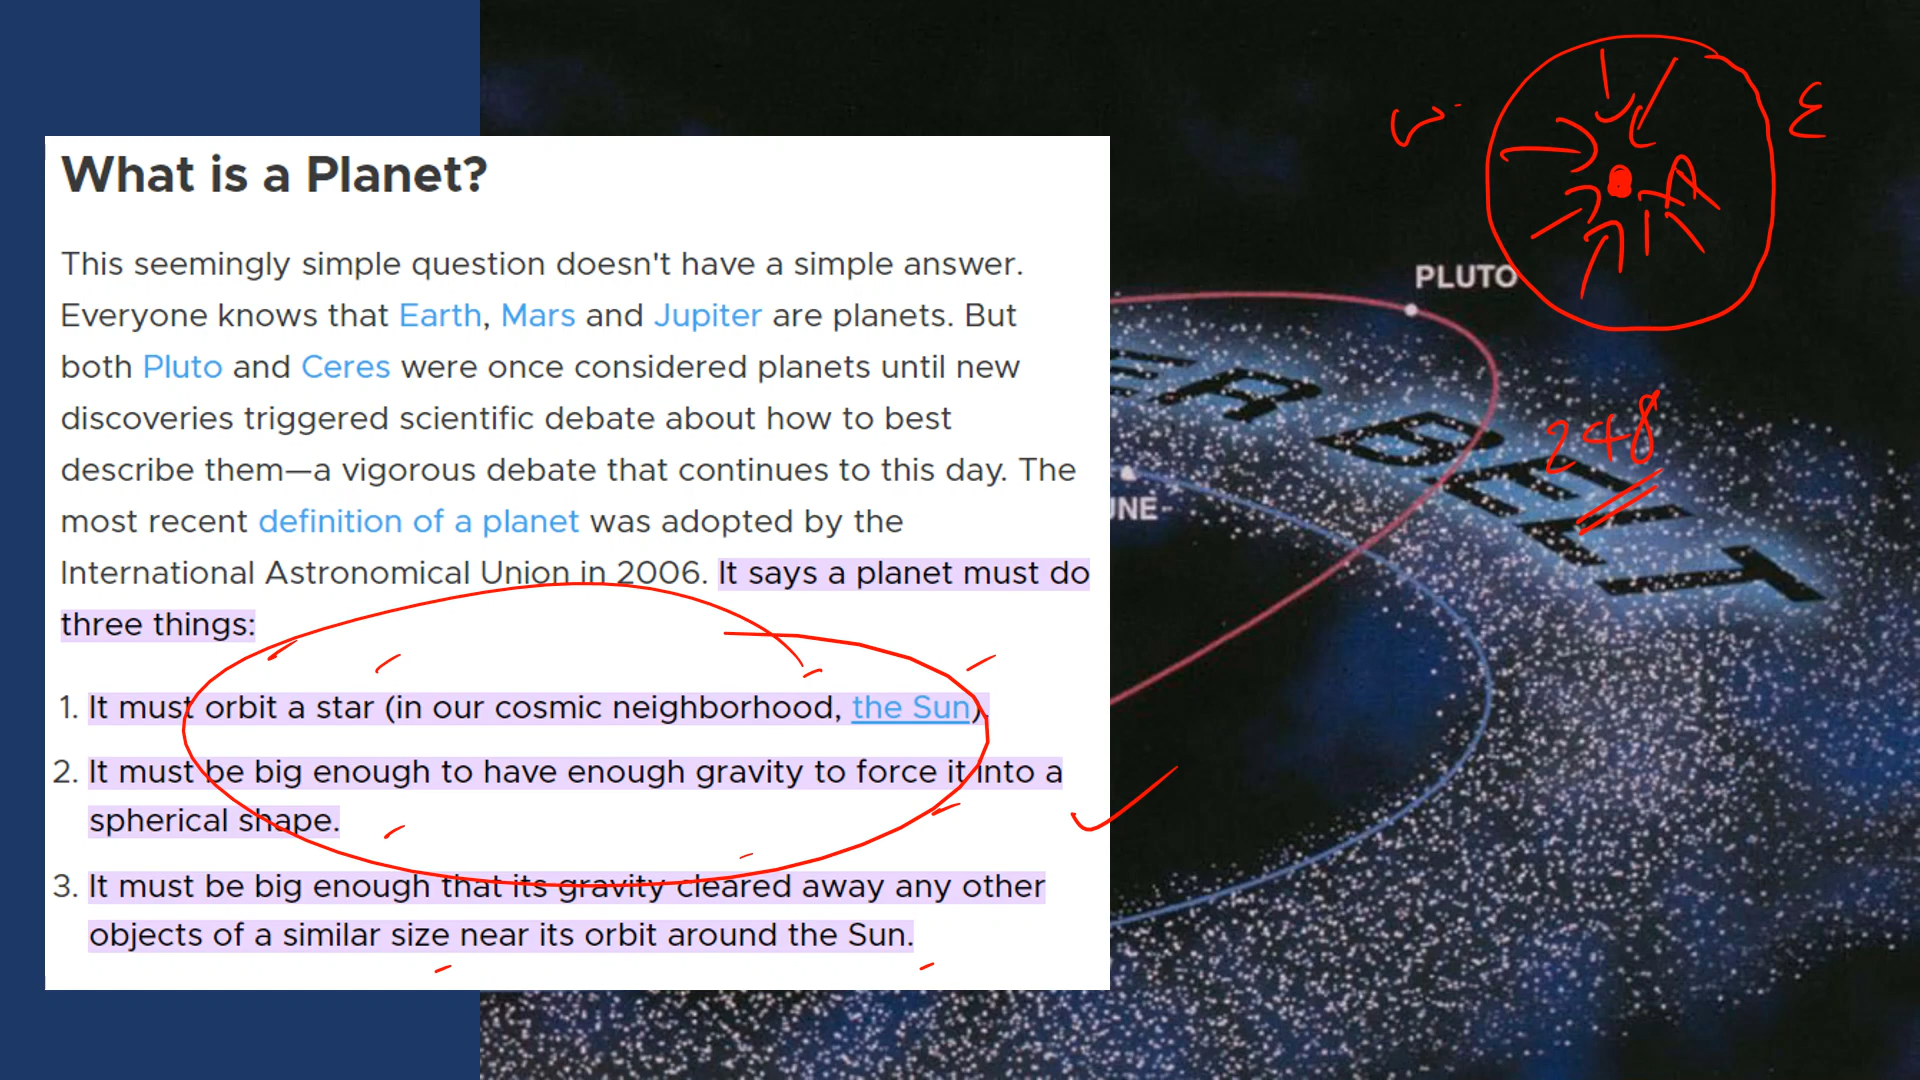 What is a Planet?
This seemingly simple question doesn't have a simple answer.
Everyone knows that Earth, Mars and Jupiter are planets. But
both Pluto and Ceres were once considered planets until new
discoveries triggered scientific debate about how to best
describe them—a vigorous debate that continues to this day. The
most recent definition of a planet was adopted by the
International Astronomical Union in 2006. It says a planet must do
three things:
1. It must orbit a star (in our cosmic neighborhood, the Sun).
2. It must be big enough to have enough gravity to force it into a
spherical shape.
3. It must be big enough that its gravity cleared away any other
objects of a similar size near its orbit around the Sun.
PLUTO
ER BELT
UNE
248
W
E